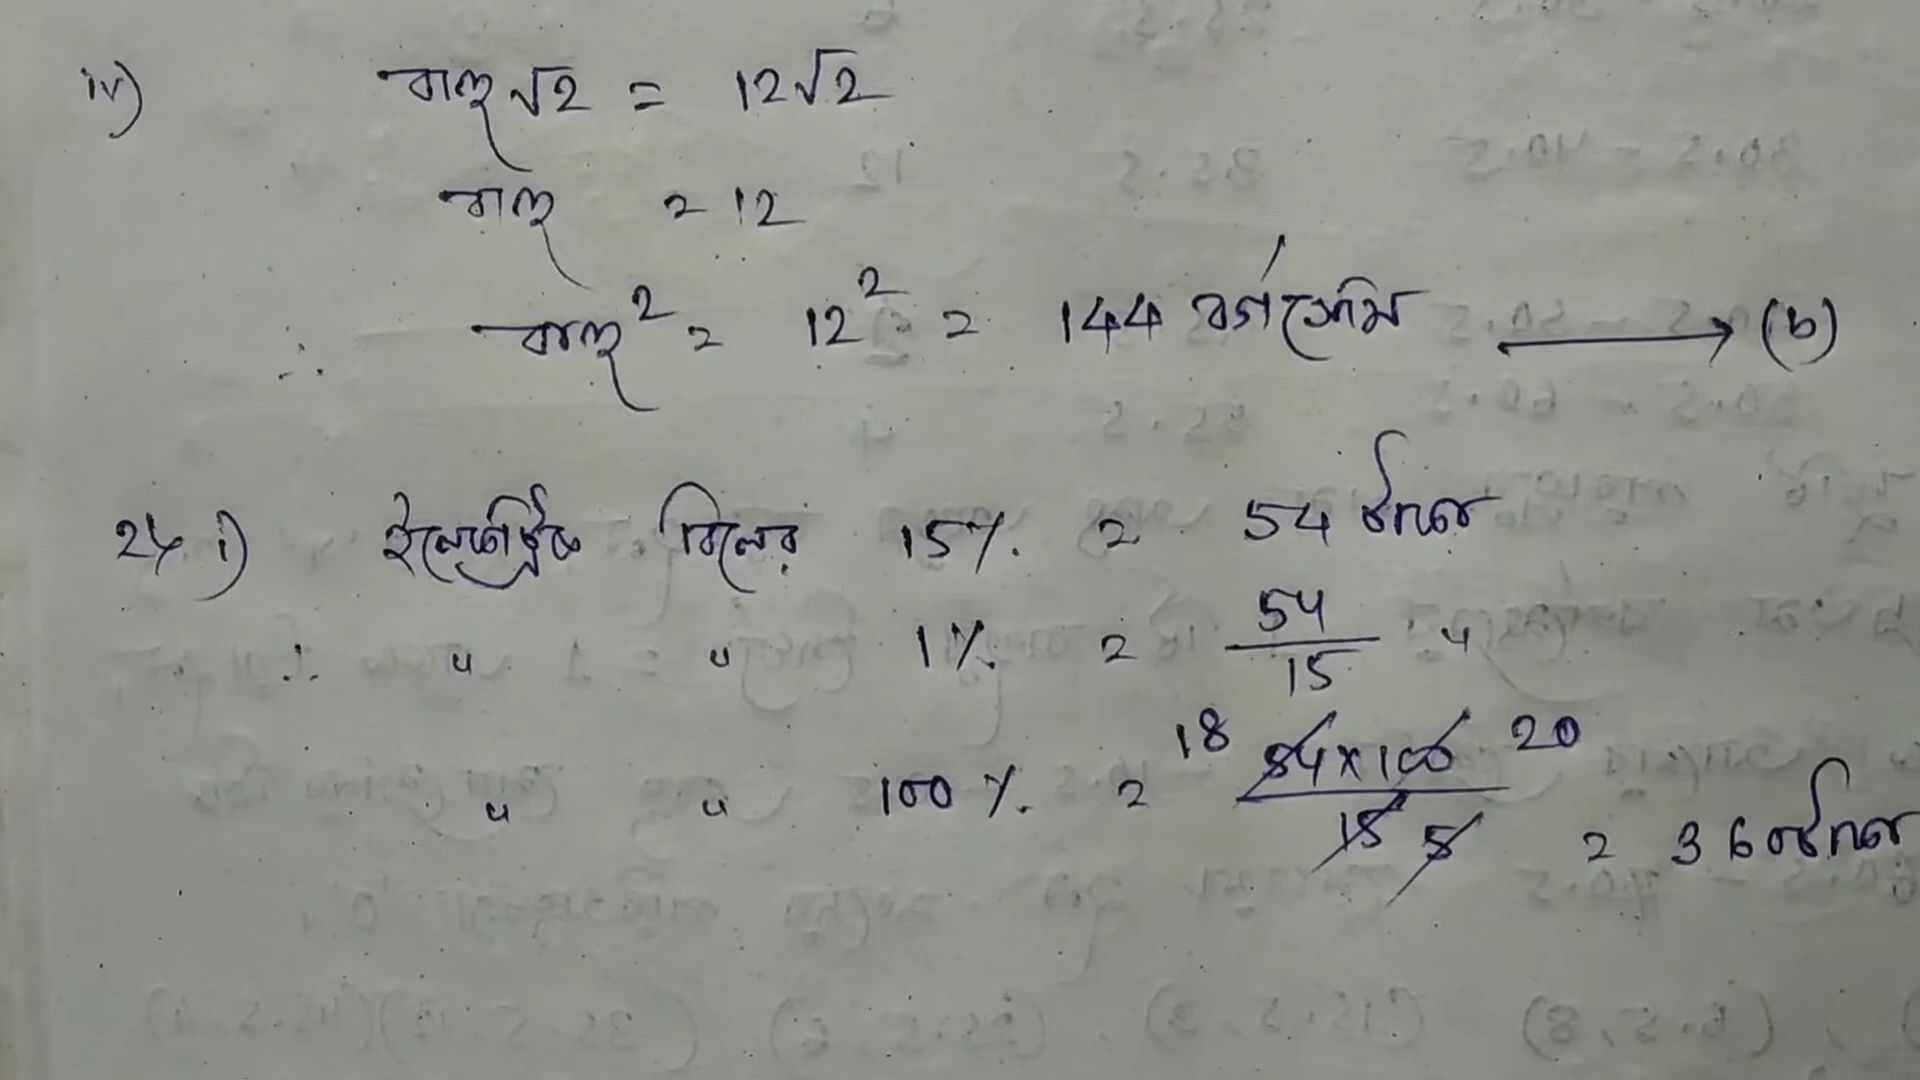 iv) বাহু √2 = 12√2
বাহু = 12
∴ বাহু² = 12² = 144 বর্গসেমি → (b)
2) i) ইলেকট্রিক বিলের 15% = 54 টাকা
∴ " " 1% = 54/15 "
" " 100% = 18 54×100 20 / 15 5 = 360 টাকা